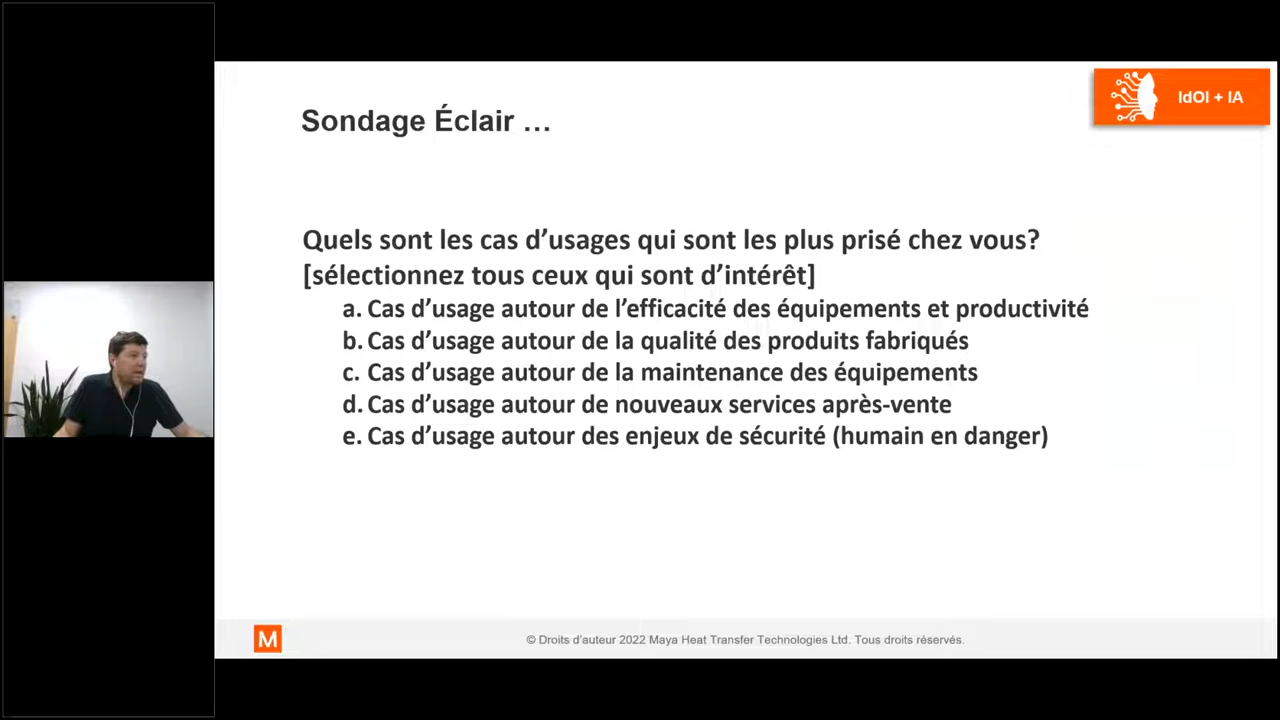 IdOI + IA
Sondage Éclair …
Quels sont les cas d’usages qui sont les plus prisé chez vous?
[sélectionnez tous ceux qui sont d’intérêt]
a. Cas d’usage autour de l’efficacité des équipements et productivité
b. Cas d’usage autour de la qualité des produits fabriqués
c. Cas d’usage autour de la maintenance des équipements
d. Cas d’usage autour de nouveaux services après-vente
e. Cas d’usage autour des enjeux de sécurité (humain en danger)
M
© Droits d’auteur 2022 Maya Heat Transfer Technologies Ltd. Tous droits réservés.